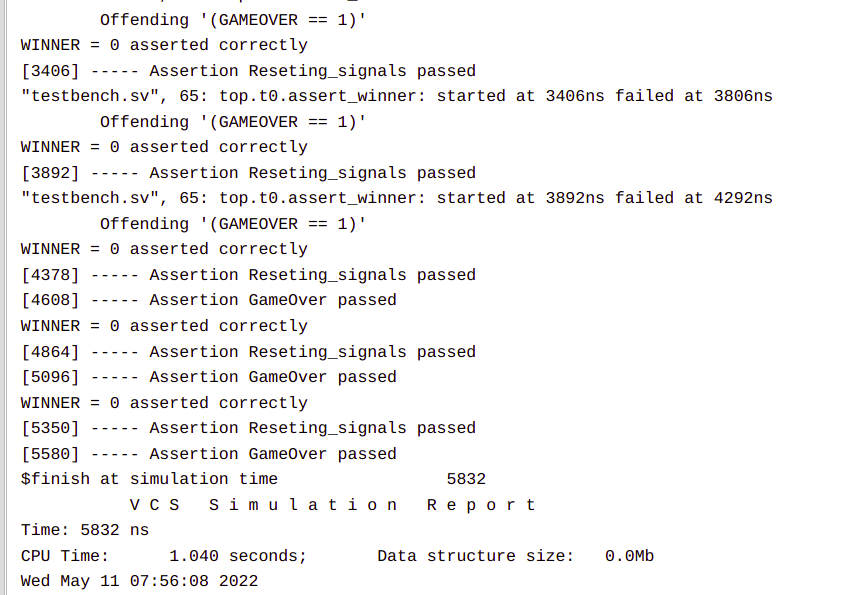 Offending '(GAMEOVER == 1)'
WINNER = 0 asserted correctly
[3406] ----- Assertion Reseting_signals passed
"testbench.sv", 65: top.t0.assert_winner: started at 3406ns failed at 3806ns
Offending '(GAMEOVER == 1)'
WINNER = 0 asserted correctly
[3892] ----- Assertion Reseting_signals passed
"testbench.sv", 65: top.t0.assert_winner: started at 3892ns failed at 4292ns
Offending '(GAMEOVER == 1)'
WINNER = 0 asserted correctly
[4378] ----- Assertion Reseting_signals passed
[4608] ----- Assertion GameOver passed
WINNER = 0 asserted correctly
[4864] ----- Assertion Reseting_signals passed
[5096] ----- Assertion GameOver passed
WINNER = 0 asserted correctly
[5350] ----- Assertion Reseting_signals passed
[5580] ----- Assertion GameOver passed
$finish at simulation time                 5832
V C S   S i m u l a t i o n   R e p o r t
Time: 5832 ns
CPU Time:      1.040 seconds;       Data structure size:   0.0Mb
Wed May 11 07:56:08 2022